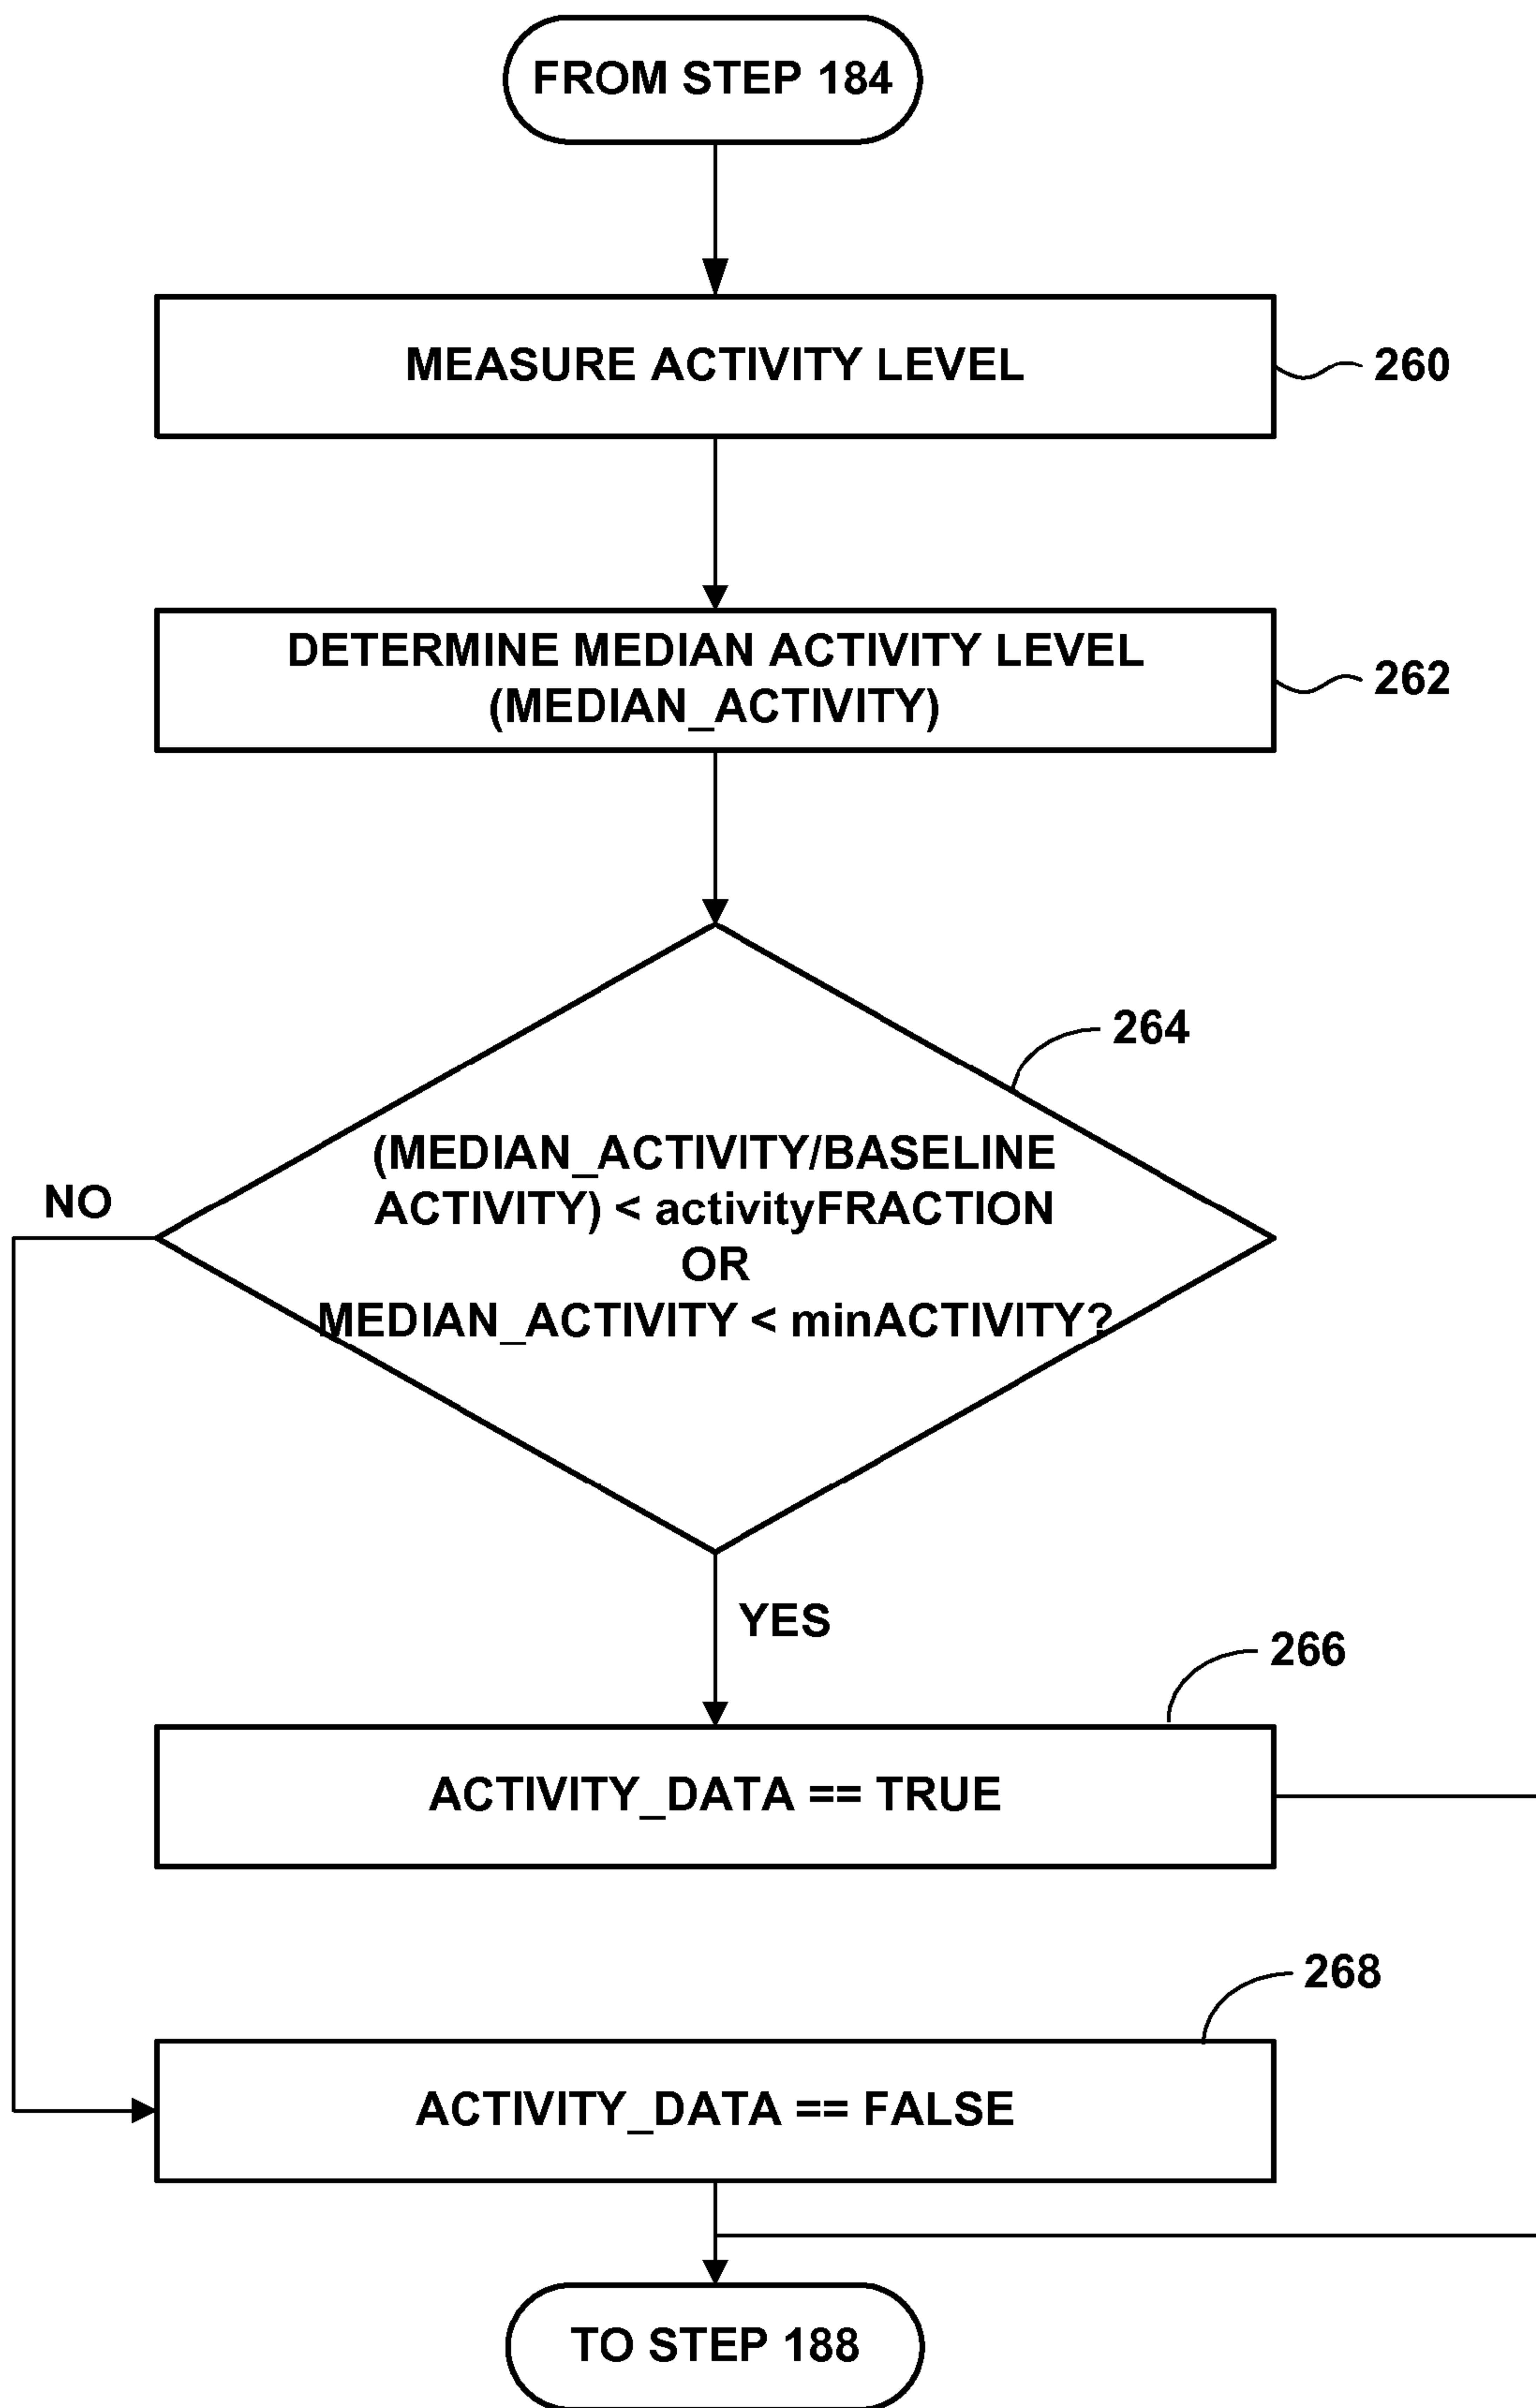 FROM STEP 184
MEASURE ACTIVITY LEVEL
260
DETERMINE MEDIAN ACTIVITY LEVEL
(MEDIAN_ACTIVITY)
262
264
(MEDIAN_ACTIVITY/BASELINE
ACTIVITY) < activityFRACTION
OR
MEDIAN_ACTIVITY < minACTIVITY?
NO
YES
266
ACTIVITY_DATA == TRUE
268
ACTIVITY_DATA == FALSE
TO STEP 188